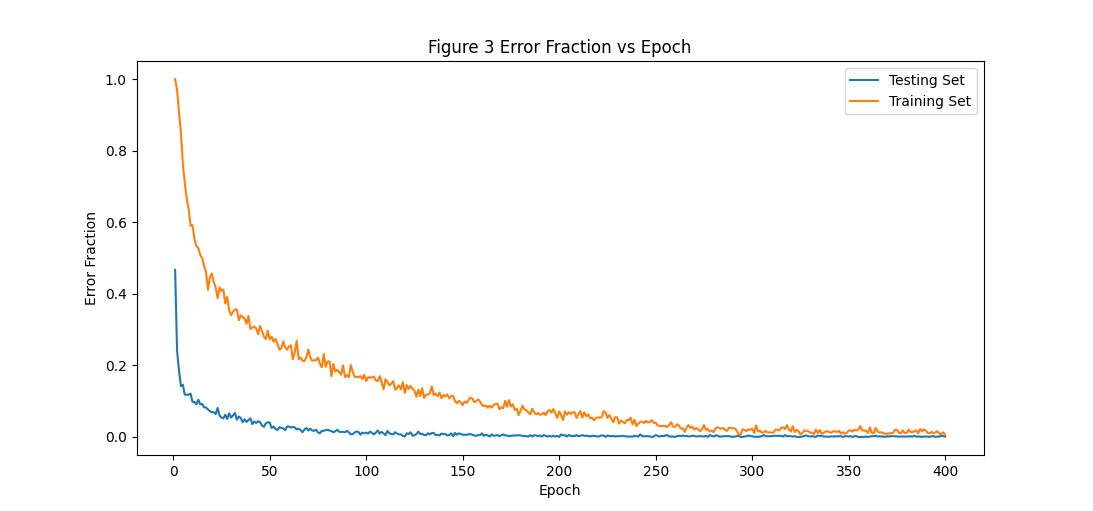 Figure 3 Error Fraction vs Epoch
Testing Set
Training Set
1.0
0.8
0.6
0.4
0.2
0.0
Error Fraction
0 50 100 150 200 250 300 350 400
Epoch